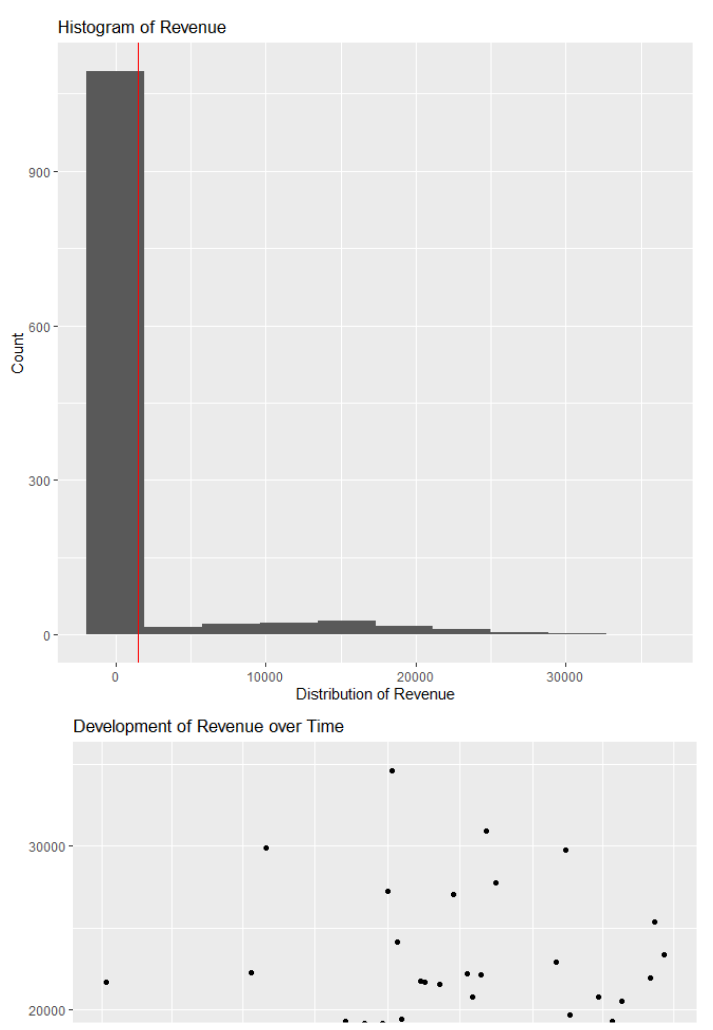 Histogram of Revenue
900
600
300
0
Count
0 10000 20000 30000
Distribution of Revenue
Development of Revenue over Time
30000
20000